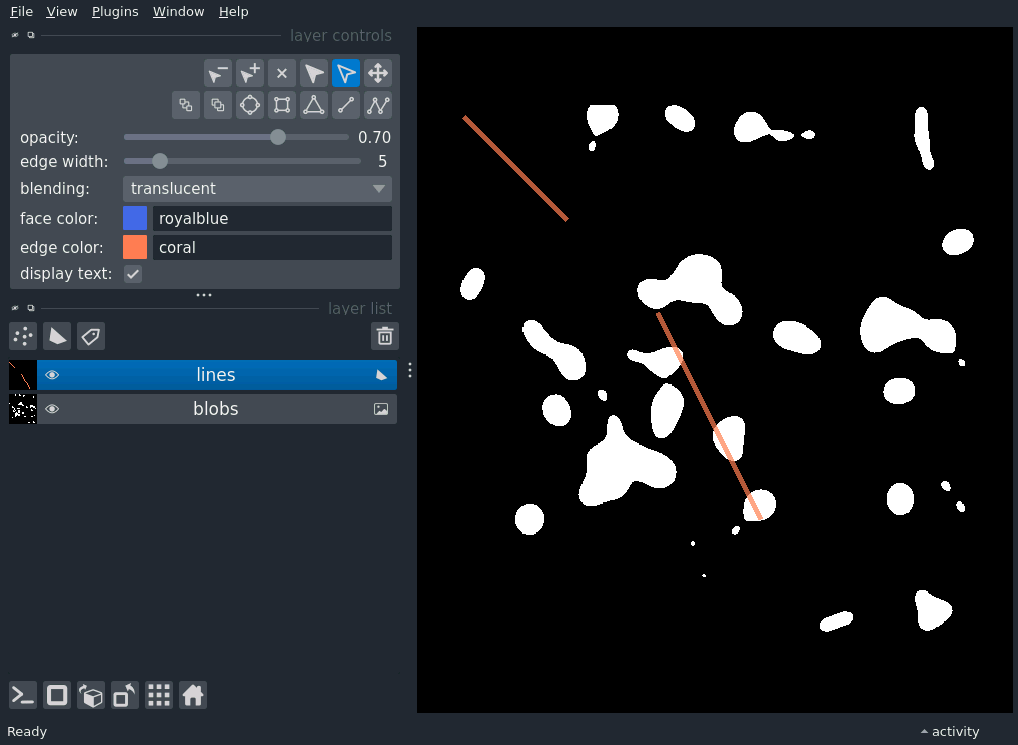 File View Plugins Window Help
layer controls
opacity: 0.70
edge width: 5
blending: translucent
face color: royalblue
edge color: coral
display text:
layer list
lines
blobs
Ready activity